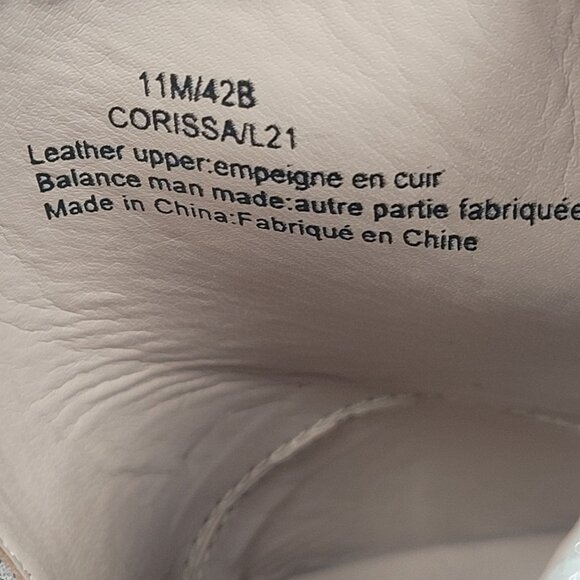 11M/42B
CORISSA/L21
Leather upper:empeigne en cuir
Balance man made:autre partie fabriquée
Made in China:Fabriqué en Chine